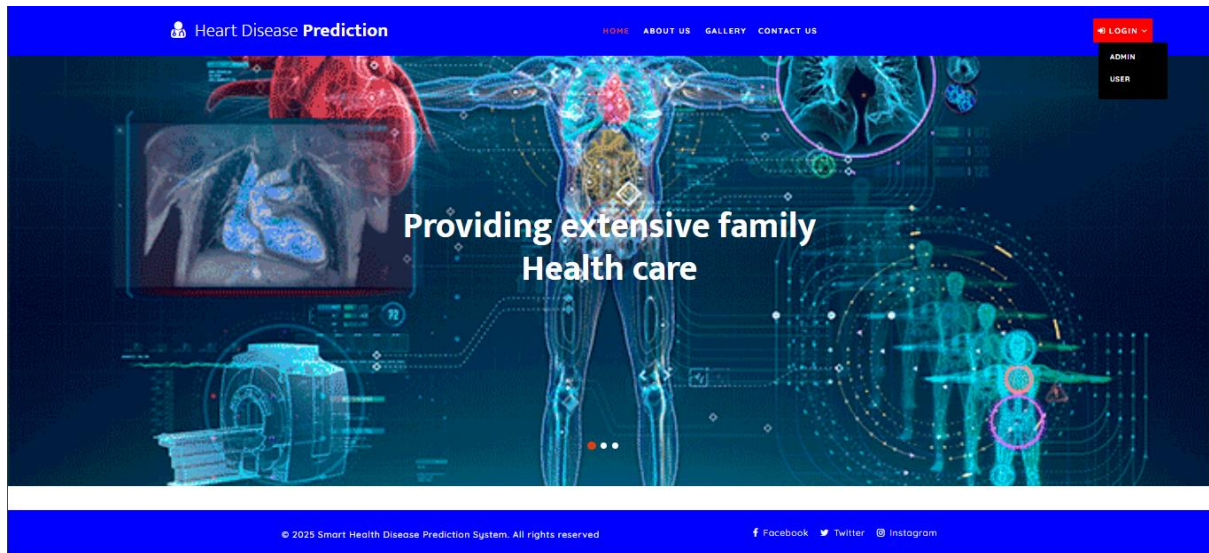 Heart Disease Prediction
HOME ABOUT US GALLERY CONTACT US
LOGIN
ADMIN
USER
Providing extensive family
Health care
72
© 2025 Smart Health Disease Prediction System. All rights reserved
Facebook Twitter Instagram